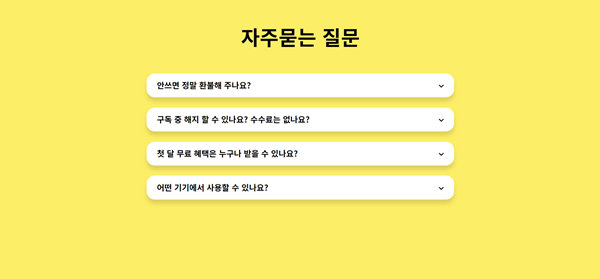 자주묻는 질문
안쓰면 정말 환불해 주나요?
구독 중 해지 할 수 있나요? 수수료는 없나요?
첫 달 무료 혜택은 누구나 받을 수 있나요?
어떤 기기에서 사용할 수 있나요?